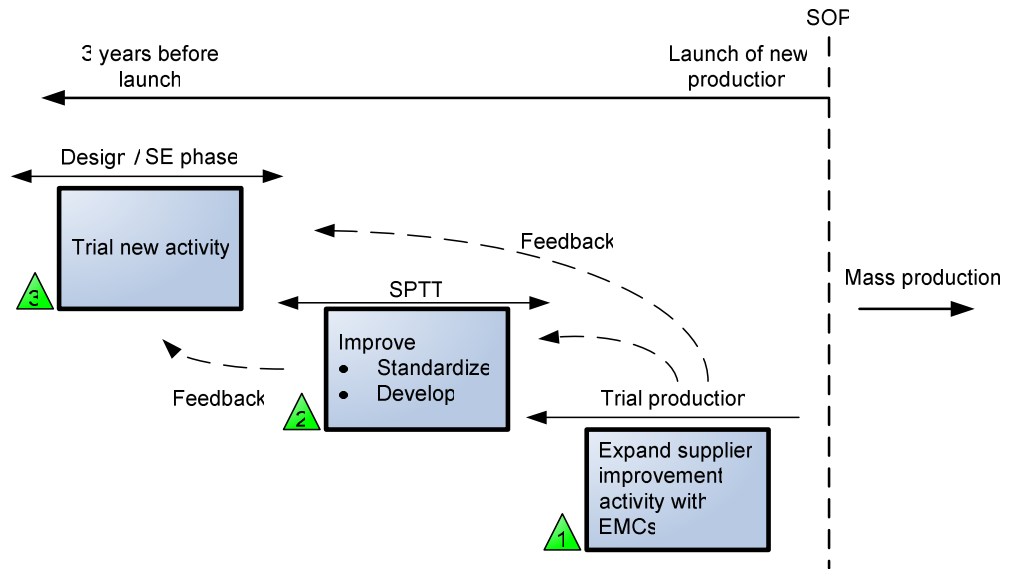 SOP
3 years before
launch
Launch of new
production
Design / SE phase
Trial new activity
3
Feedback
Mass production
SPTT
Improve
• Standardize
• Develop
2
Feedback
Trial production
Expand supplier
improvement
activity with
EMCs
1